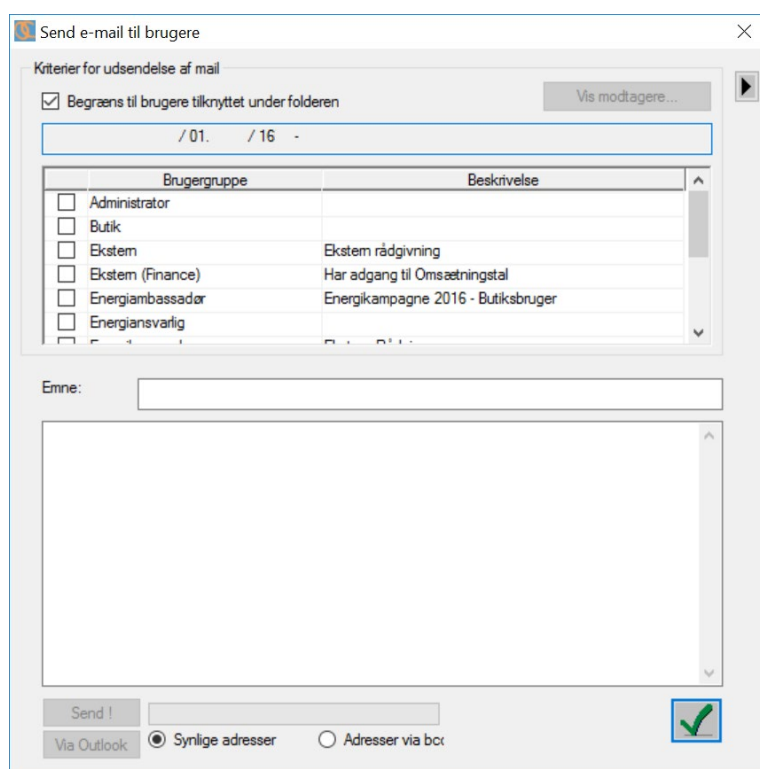 Send e-mail til brugere
Kriterier for udsendelse af mail
Begræns til brugere tilknyttet under folderen
Vis modtagere...
/ 01. / 16 -
Brugergruppe Beskrivelse
Administrator
Butik
Ekstern Ekstern rådgivning
Ekstern (Finance) Har adgang til Omsætningstal
Energiambassadør Energikampagne 2016 - Butiksbruger
Energiansvarlig
Emne:
Send !
Via Outlook
Synlige adresser
Adresser via bcc